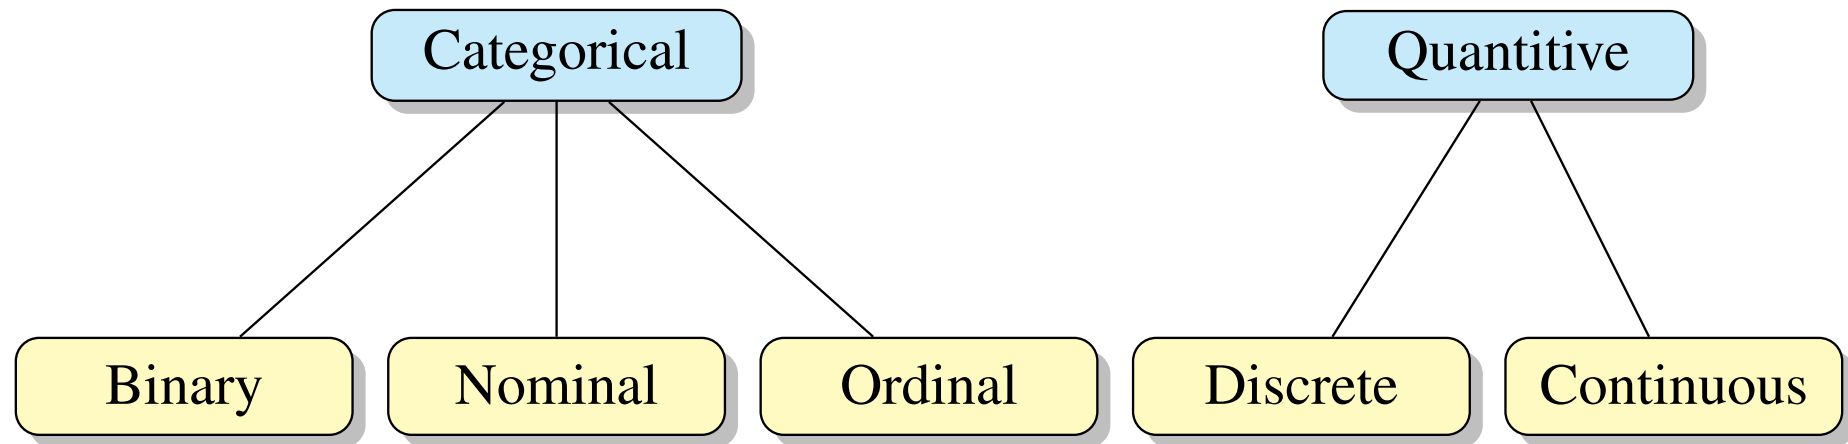 Categorical
Quantitive
Binary
Nominal
Ordinal
Discrete
Continuous